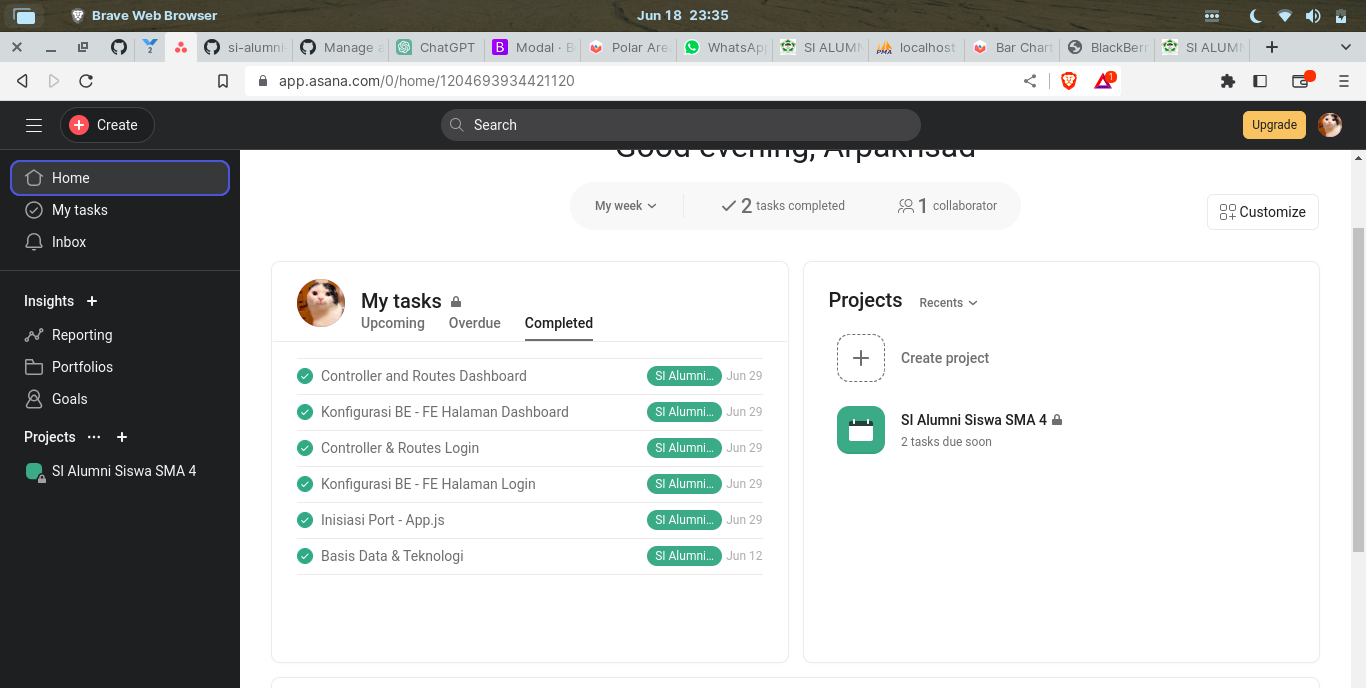 Brave Web Browser
Jun 18 23:35
2
si-alumni-
Manage a
ChatGPT
Modal · B
Polar Are
WhatsApp
SI ALUMN
localhost
Bar Chart
BlackBerr
SI ALUMN
app.asana.com/0/home/1204693934421120
1
Create
Search
Upgrade
Good evening, Arpakhsad
Home
My tasks
Inbox
My week
2 tasks completed
1 collaborator
Customize
Insights
Reporting
Portfolios
Goals
Projects
SI Alumni Siswa SMA 4
My tasks
Upcoming
Overdue
Completed
Controller and Routes Dashboard SI Alumni... Jun 29
Konfigurasi BE - FE Halaman Dashboard SI Alumni... Jun 29
Controller & Routes Login SI Alumni... Jun 29
Konfigurasi BE - FE Halaman Login SI Alumni... Jun 29
Inisiasi Port - App.js SI Alumni... Jun 29
Basis Data & Teknologi SI Alumni... Jun 12
Projects
Recents
Create project
SI Alumni Siswa SMA 4
2 tasks due soon